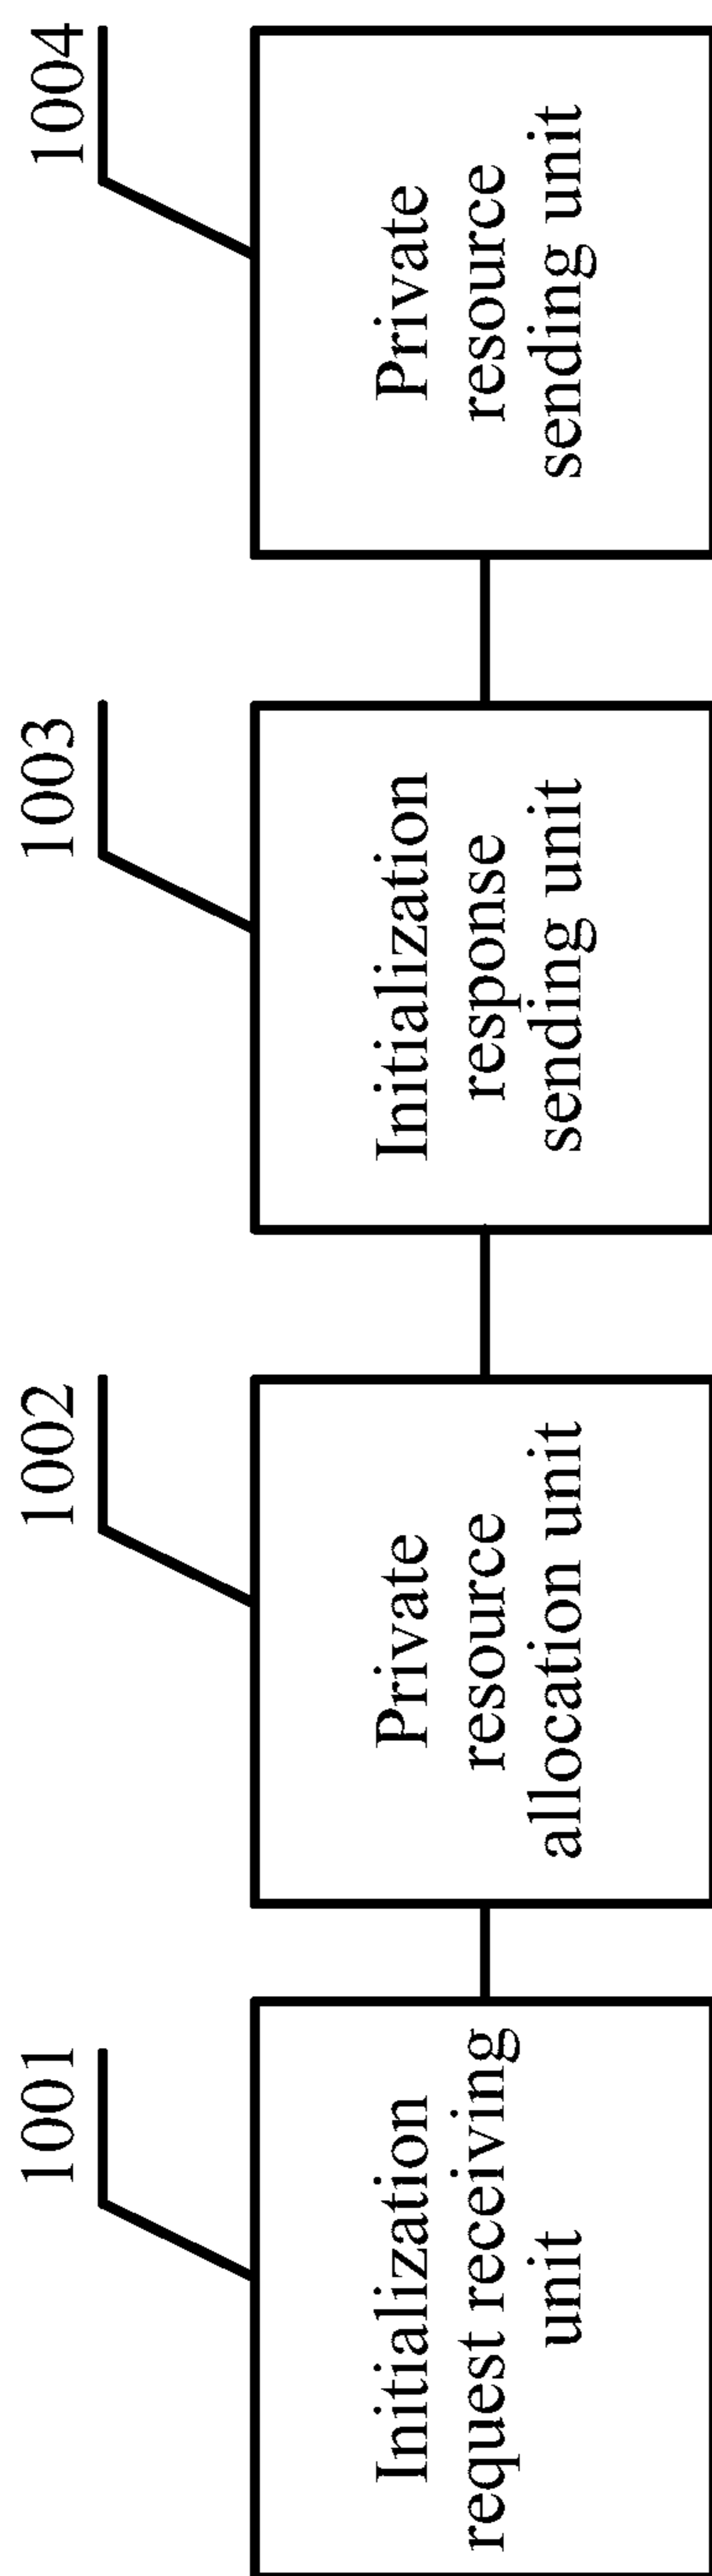 1001
Initialization
request receiving
unit
1002
Private
resource
allocation unit
1003
Initialization
response
sending unit
1004
Private
resource
sending unit